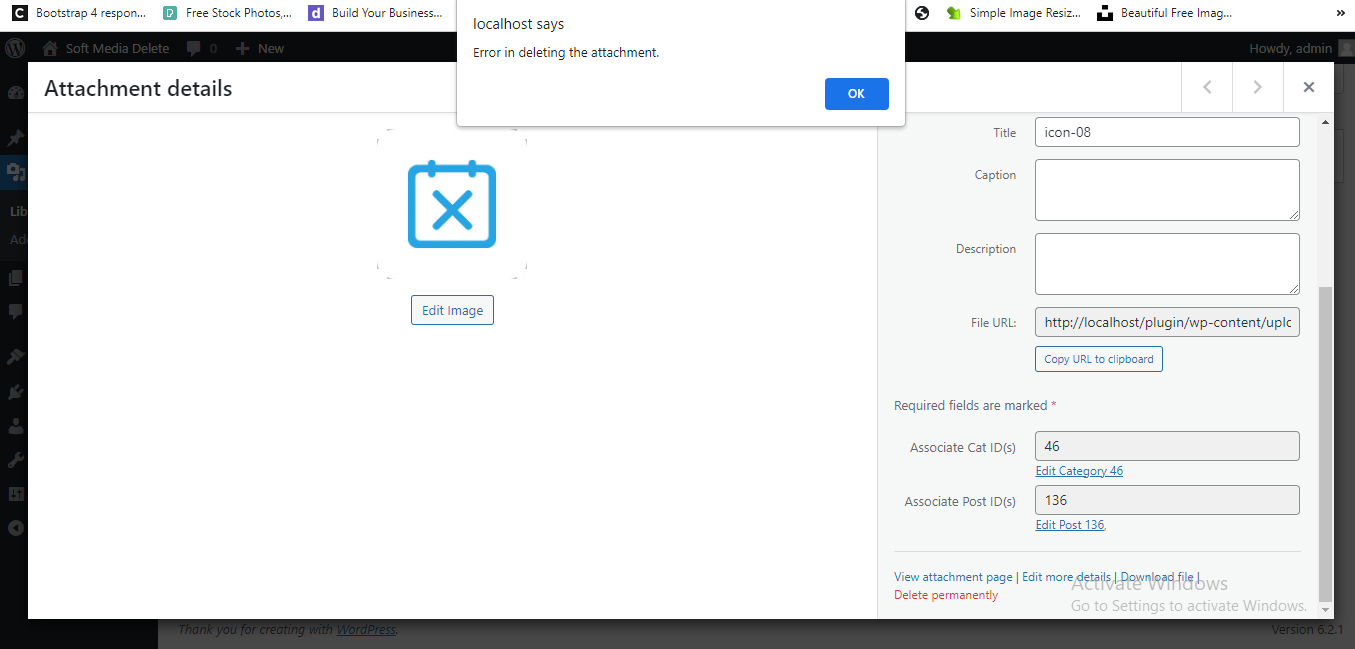 Bootstrap 4 respon...
Free Stock Photos,...
Build Your Business...
Simple Image Resiz...
Beautiful Free Imag...
»
localhost says
Error in deleting the attachment.
OK
Soft Media Delete
0
+ New
Howdy, admin
Attachment details
Title
icon-08
Caption
Description
File URL:
http://localhost/plugin/wp-content/uplo
Copy URL to clipboard
Required fields are marked *
Associate Cat ID(s)
46
Edit Category 46
Associate Post ID(s)
136
Edit Post 136,
View attachment page | Edit more details | Download file |
Delete permanently
Activate Windows
Go to Settings to activate Windows.
Lib
Ad
Thank you for creating with WordPress.
Version 6.2.1